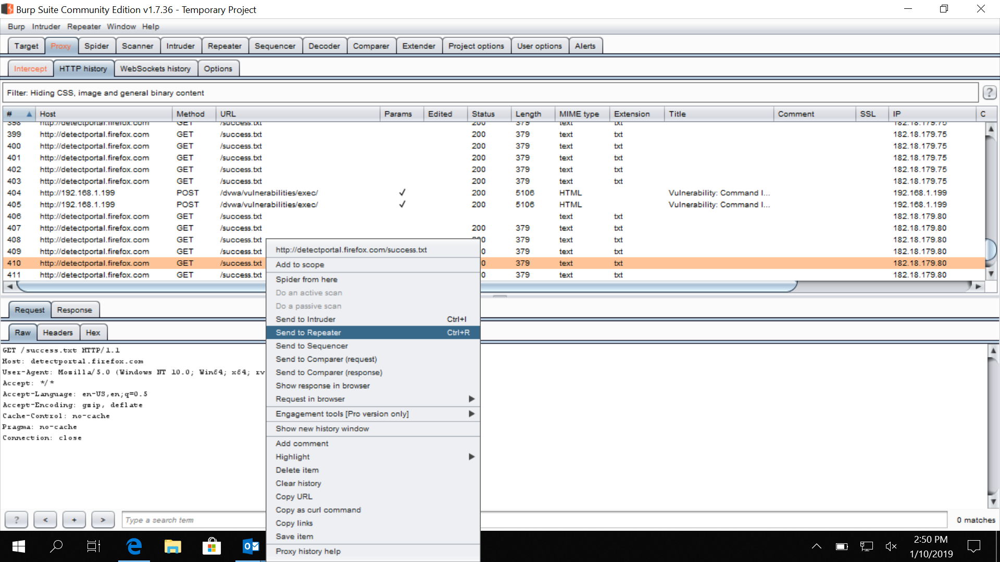 Burp Suite Community Edition v1.7.36 - Temporary Project
Burp Intruder Repeater Window Help
Target Proxy Spider Scanner Intruder Repeater Sequencer Decoder Comparer Extender Project options User options Alerts
Intercept HTTP history WebSockets history Options
Filter: Hiding CSS, image and general binary content ?
# Host Method URL Params Edited Status Length MIME type Extension Title Comment SSL IP C
398 http://detectportal.firefox.com GET /success.txt 200 379 text txt 182.18.179.75
399 http://detectportal.firefox.com GET /success.txt 200 379 text txt 182.18.179.75
400 http://detectportal.firefox.com GET /success.txt 200 379 text txt 182.18.179.75
401 http://detectportal.firefox.com GET /success.txt 200 379 text txt 182.18.179.75
402 http://detectportal.firefox.com GET /success.txt 200 379 text txt 182.18.179.75
403 http://detectportal.firefox.com GET /success.txt 200 379 text txt 182.18.179.75
404 http://192.168.1.199 POST /dvwa/vulnerabilities/exec/ ✓ 200 5106 HTML Vulnerability: Command I... 192.168.1.199
405 http://192.168.1.199 POST /dvwa/vulnerabilities/exec/ ✓ 200 5106 HTML Vulnerability: Command I... 192.168.1.199
406 http://detectportal.firefox.com GET /success.txt text txt 182.18.179.80
407 http://detectportal.firefox.com GET /success.txt 200 379 text txt 182.18.179.80
408 http://detectportal.firefox.com GET /success.txt 00 379 text txt 182.18.179.80
409 http://detectportal.firefox.com GET /success.txt 0 379 text txt 182.18.179.80
410 http://detectportal.firefox.com GET /success.txt 0 379 text txt 182.18.179.80
411 http://detectportal.firefox.com GET /success.txt 0 379 text txt 182.18.179.80
http://detectportal.firefox.com/success.txt
Add to scope
Spider from here
Do an active scan
Do a passive scan
Send to Intruder Ctrl+I
Send to Repeater Ctrl+R
Send to Sequencer
Send to Comparer (request)
Send to Comparer (response)
Show response in browser
Request in browser
Engagement tools [Pro version only]
Show new history window
Add comment
Highlight
Delete item
Clear history
Copy URL
Copy as curl command
Copy links
Save item
Proxy history help
Request Response
Raw Headers Hex
GET /success.txt HTTP/1.1
Host: detectportal.firefox.com
User-Agent: Mozilla/5.0 (Windows NT 10.0; Win64; x64; rv
Accept: */*
Accept-Language: en-US,en;q=0.5
Accept-Encoding: gzip, deflate
Cache-Control: no-cache
Pragma: no-cache
Connection: close
? < + > Type a search term 0 matches
2:50 PM
1/10/2019